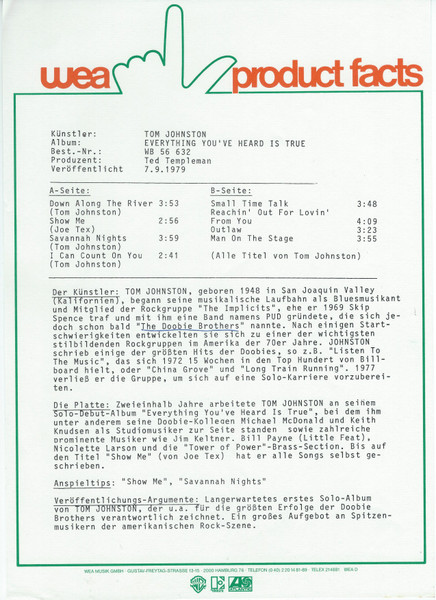 wea product facts
Künstler: TOM JOHNSTON
Album: EVERYTHING YOU'VE HEARD IS TRUE
Best.-Nr.: WB 56 632
Produzent: Ted Templeman
Veröffentlicht 7.9.1979
A-Seite:
Down Along The River 3:53
(Tom Johnston)
Show Me 2:56
(Joe Tex)
Savannah Nights 3:59
(Tom Johnston)
I Can Count On You 2:41
(Tom Johnston)
B-Seite:
Small Time Talk 3:48
Reachin' Out For Lovin'
From You 4:09
Outlaw 3:23
Man On The Stage 3:55
(Alle Titel von Tom Johnston)
Der Künstler: TOM JOHNSTON, geboren 1948 in San Joaquin Valley
(Kalifornien), begann seine musikalische Laufbahn als Bluesmusikant
und Mitglied der Rockgruppe "The Implicits", ehe er 1969 Skip
Spence traf und mit ihm eine Band namens PUD gründete, die sich je-
doch schon bald "The Doobie Brothers" nannte. Nach einigen Start-
schwierigkeiten entwickelten sie sich zu einer der wichtigsten
stilbildenden Rockgruppen im Amerika der 70er Jahre. JOHNSTON
schrieb einige der größten Hits der Doobies, so z.B. "Listen To
The Music", das sich 1972 15 Wochen in den Top Hundert von Bill-
board hielt, oder "China Grove" und "Long Train Running". 1977
verließ er die Gruppe, um sich auf eine Solo-Karriere vorzuberei-
ten.
Die Platte: Zweieinhalb Jahre arbeitete TOM JOHNSTON an seinem
Solo-Debut-Album "Everything You've Heard Is True", bei dem ihm
unter anderem seine Doobie-Kollegen Michael McDonald und Keith
Knudsen als Studiomusiker zur Seite standen sowie zahlreiche
prominente Musiker wie Jim Keltner. Bill Payne (Little Feat),
Nicolette Larson und die "Tower of Power"-Brass-Section. Bis auf
den Titel "Show Me" (von Joe Tex) hat er alle Songs selbst ge-
schrieben.
Anspieltips: "Show Me", "Savannah Nights"
Veröffentlichungs-Argumente: Langerwartetes erstes Solo-Album
von TOM JOHNSTON, der u.a. für die größten Erfolge der Doobie
Brothers verantwortlich zeichnet. Ein großes Aufgebot an Spitzen-
musikern der amerikanischen Rock-Szene.
WEA MUSIK GMBH · GUSTAV-FREYTAG-STRASSE 13-15 · 2000 HAMBURG 76 · TELEFON